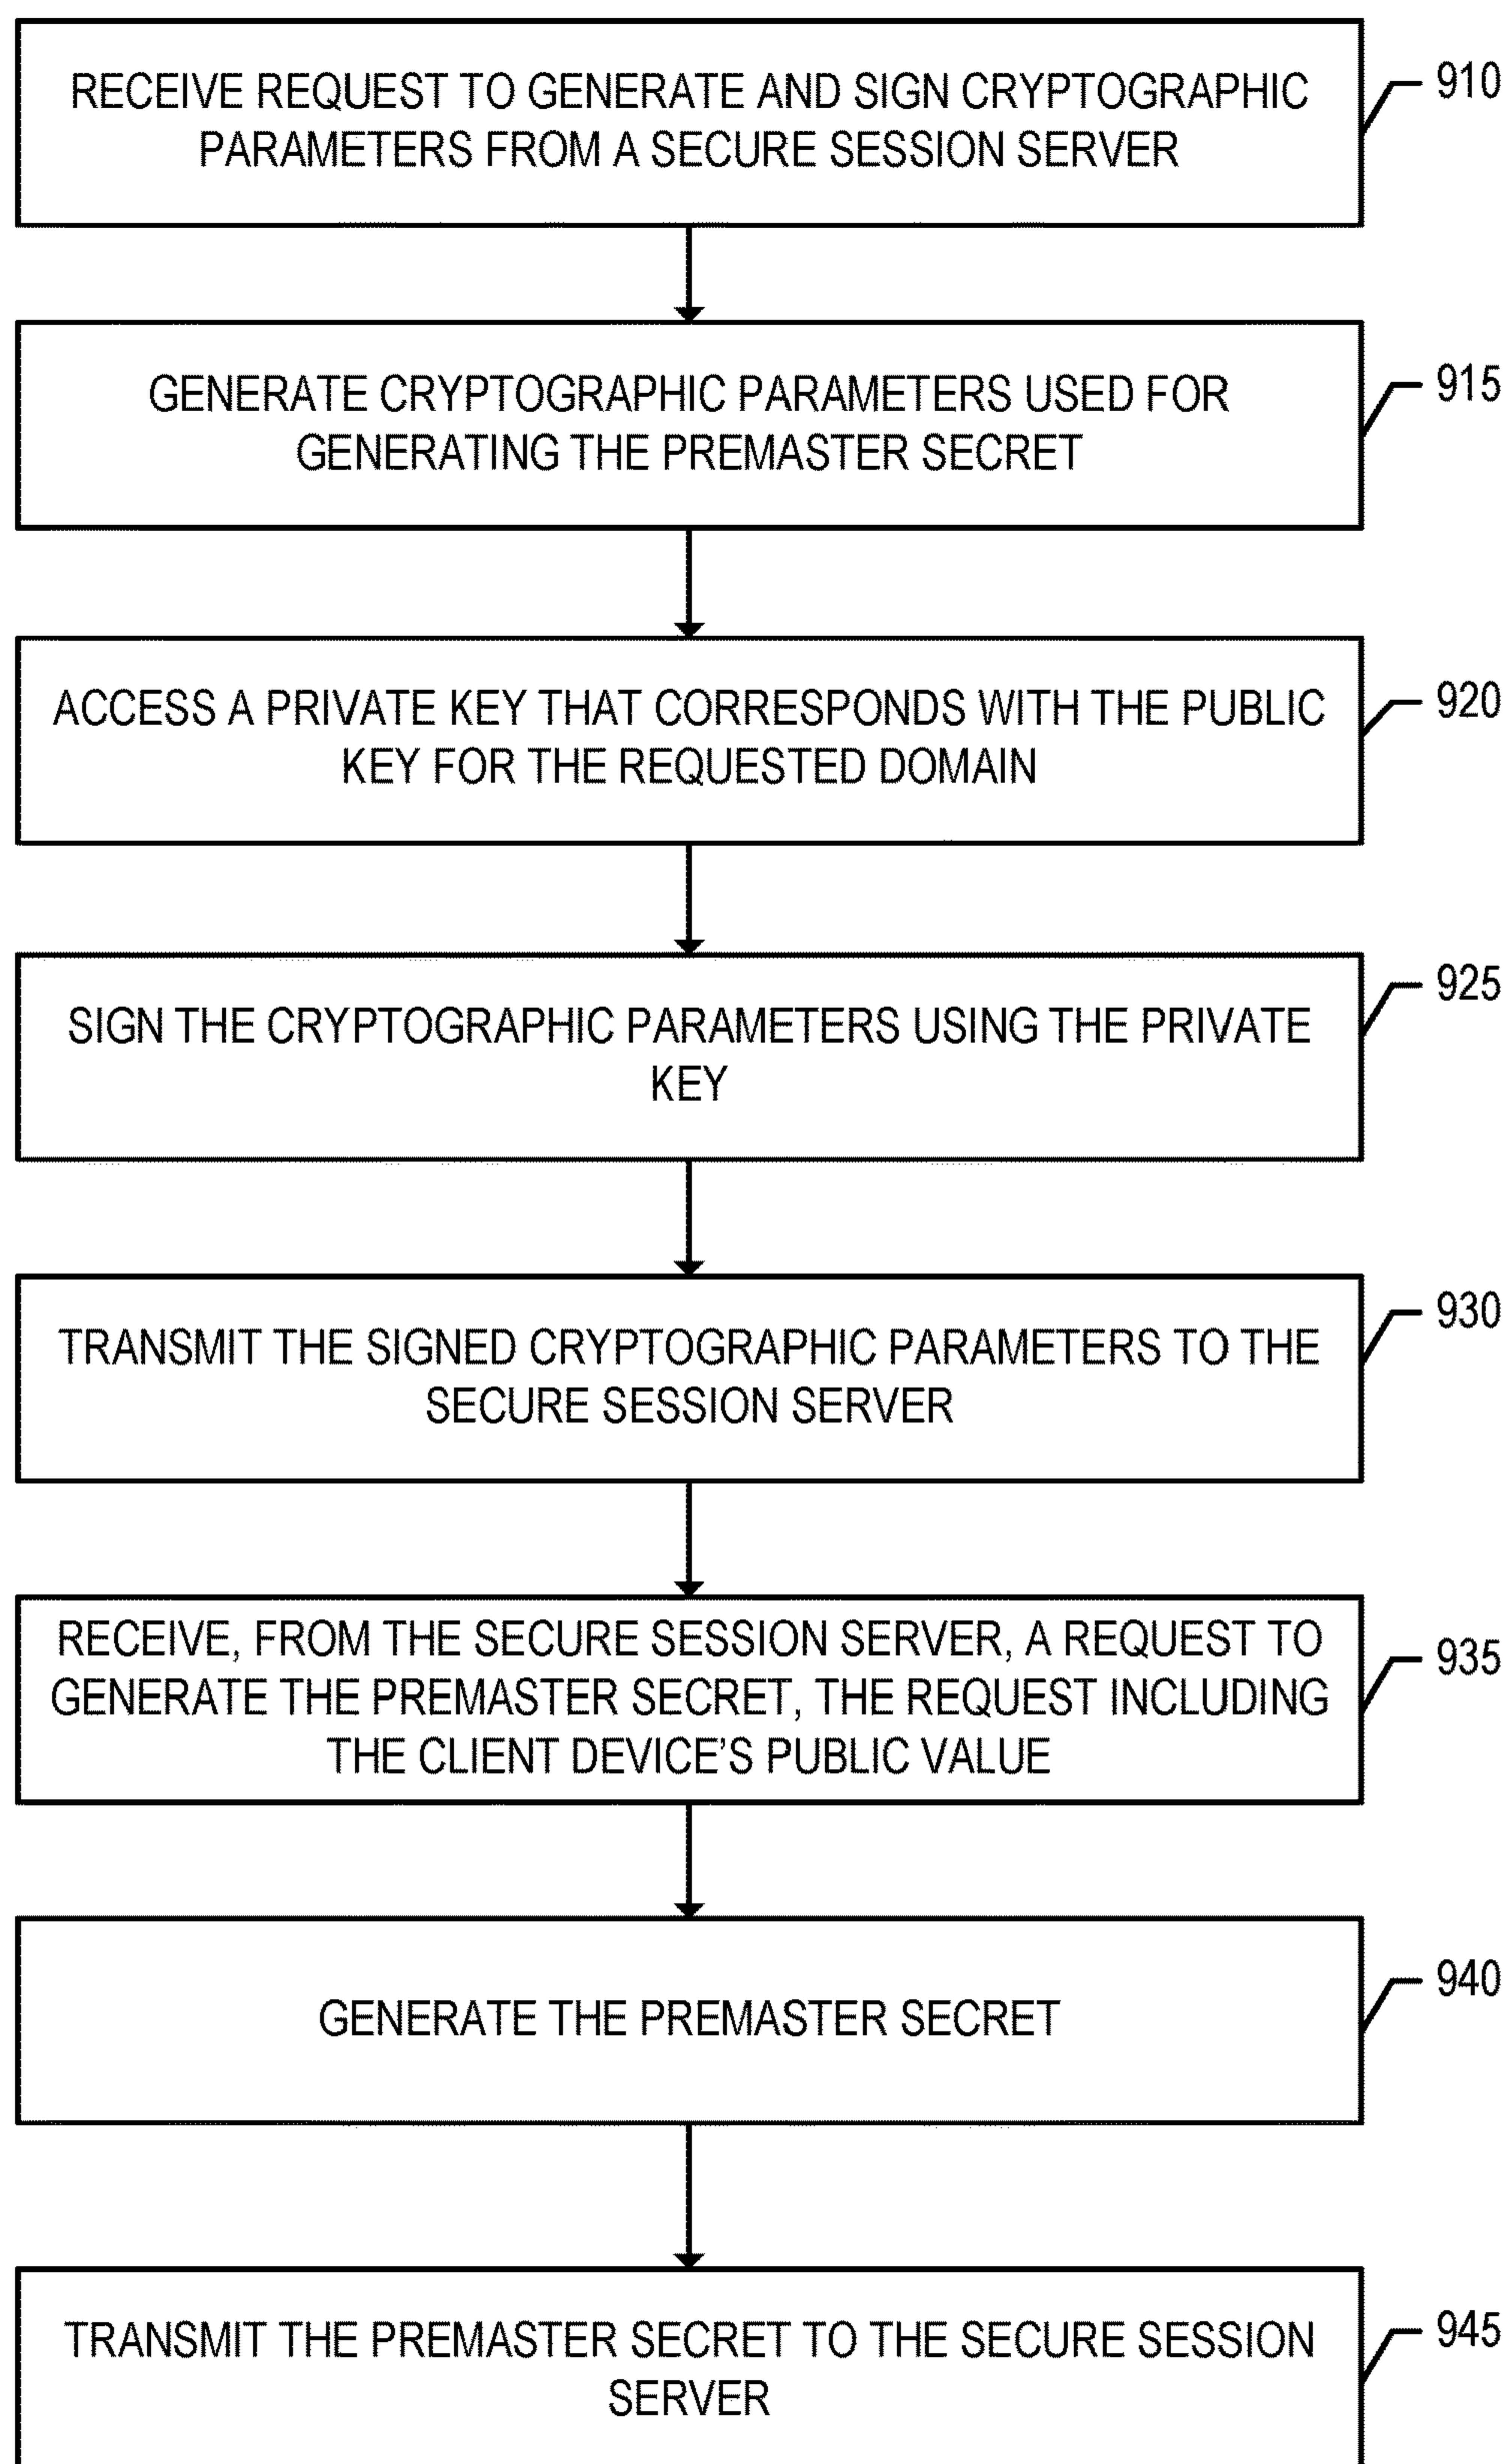 RECEIVE REQUEST TO GENERATE AND SIGN CRYPTOGRAPHIC
PARAMETERS FROM A SECURE SESSION SERVER
910
GENERATE CRYPTOGRAPHIC PARAMETERS USED FOR
GENERATING THE PREMASTER SECRET
915
ACCESS A PRIVATE KEY THAT CORRESPONDS WITH THE PUBLIC
KEY FOR THE REQUESTED DOMAIN
920
SIGN THE CRYPTOGRAPHIC PARAMETERS USING THE PRIVATE
KEY
925
TRANSMIT THE SIGNED CRYPTOGRAPHIC PARAMETERS TO THE
SECURE SESSION SERVER
930
RECEIVE, FROM THE SECURE SESSION SERVER, A REQUEST TO
GENERATE THE PREMASTER SECRET, THE REQUEST INCLUDING
THE CLIENT DEVICE'S PUBLIC VALUE
935
GENERATE THE PREMASTER SECRET
940
TRANSMIT THE PREMASTER SECRET TO THE SECURE SESSION
SERVER
945